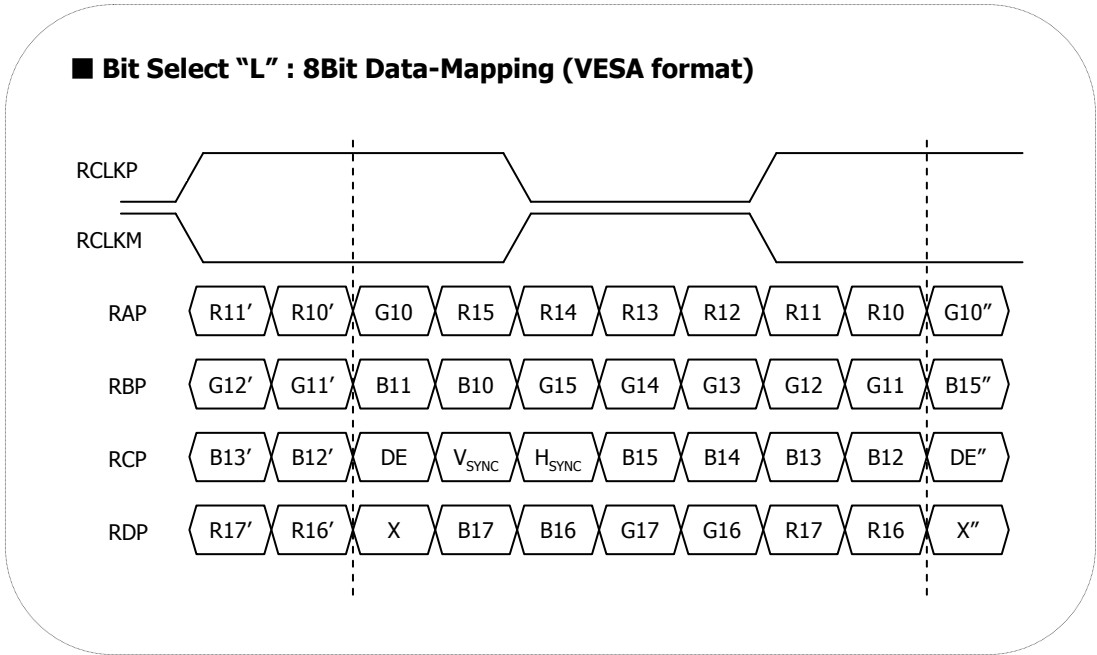 ■ Bit Select “L” : 8Bit Data-Mapping (VESA format)
RCLKP
RCLKM
RAP R11′ R10′ G10 R15 R14 R13 R12 R11 R10 G10″
RBP G12′ G11′ B11 B10 G15 G14 G13 G12 G11 B15″
RCP B13′ B12′ DE VSYNC HSYNC B15 B14 B13 B12 DE″
RDP R17′ R16′ X B17 B16 G17 G16 R17 R16 X″